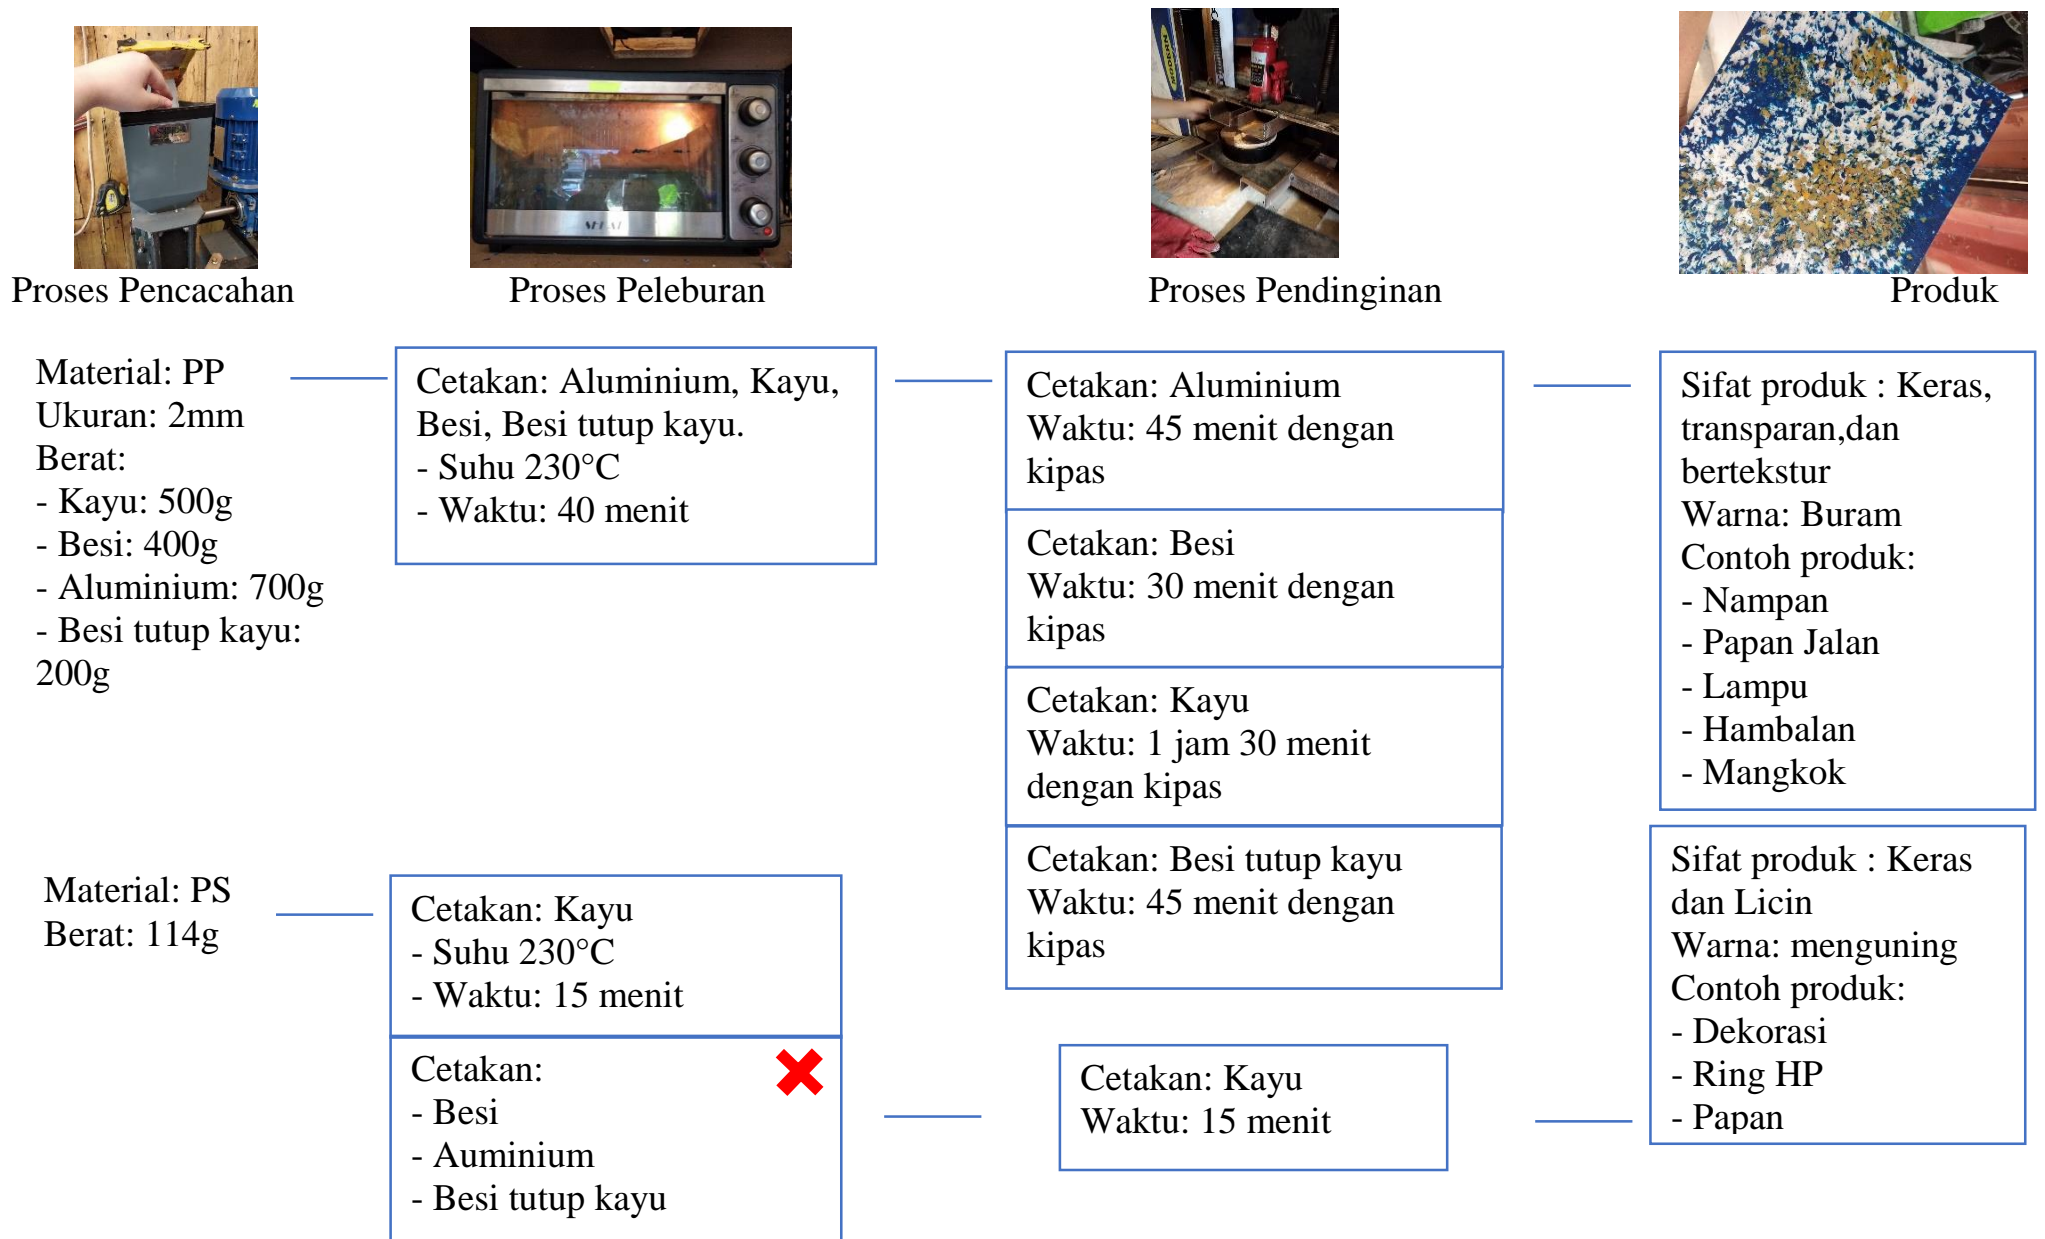 Proses Pencacahan
Proses Peleburan
Proses Pendinginan
Produk
Material: PP
Ukuran: 2mm
Berat:
- Kayu: 500g
- Besi: 400g
- Aluminium: 700g
- Besi tutup kayu:
200g
Cetakan: Aluminium, Kayu,
Besi, Besi tutup kayu.
- Suhu 230°C
- Waktu: 40 menit
Cetakan: Aluminium
Waktu: 45 menit dengan
kipas
Cetakan: Besi
Waktu: 30 menit dengan
kipas
Cetakan: Kayu
Waktu: 1 jam 30 menit
dengan kipas
Cetakan: Besi tutup kayu
Waktu: 45 menit dengan
kipas
Sifat produk : Keras,
transparan,dan
bertekstur
Warna: Buram
Contoh produk:
- Nampan
- Papan Jalan
- Lampu
- Hambalan
- Mangkok
Material: PS
Berat: 114g
Cetakan: Kayu
- Suhu 230°C
- Waktu: 15 menit
Cetakan:
- Besi
- Auminium
- Besi tutup kayu
Cetakan: Kayu
Waktu: 15 menit
Sifat produk : Keras
dan Licin
Warna: menguning
Contoh produk:
- Dekorasi
- Ring HP
- Papan